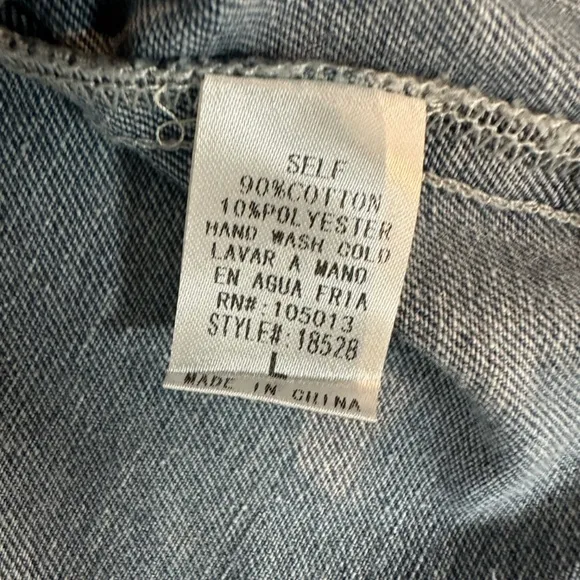 SELF
90%COTTON
10%POLYESTER
HAND WASH COLD
LAVAR A MANO
EN AGUA FRIA
RN#:105013
STYLE#:18528
L
MADE IN CHINA